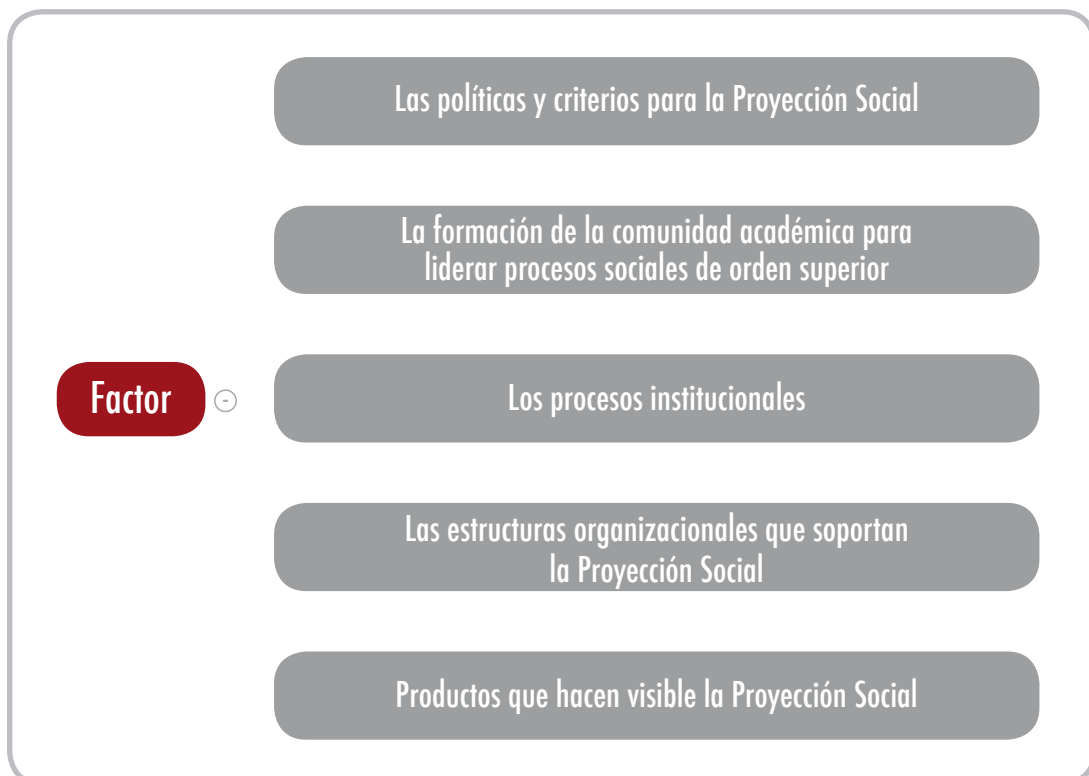 Las políticas y criterios para la Proyección Social
La formación de la comunidad académica para
liderar procesos sociales de orden superior
Factor
-
Los procesos institucionales
Las estructuras organizacionales que soportan
la Proyección Social
Productos que hacen visible la Proyección Social